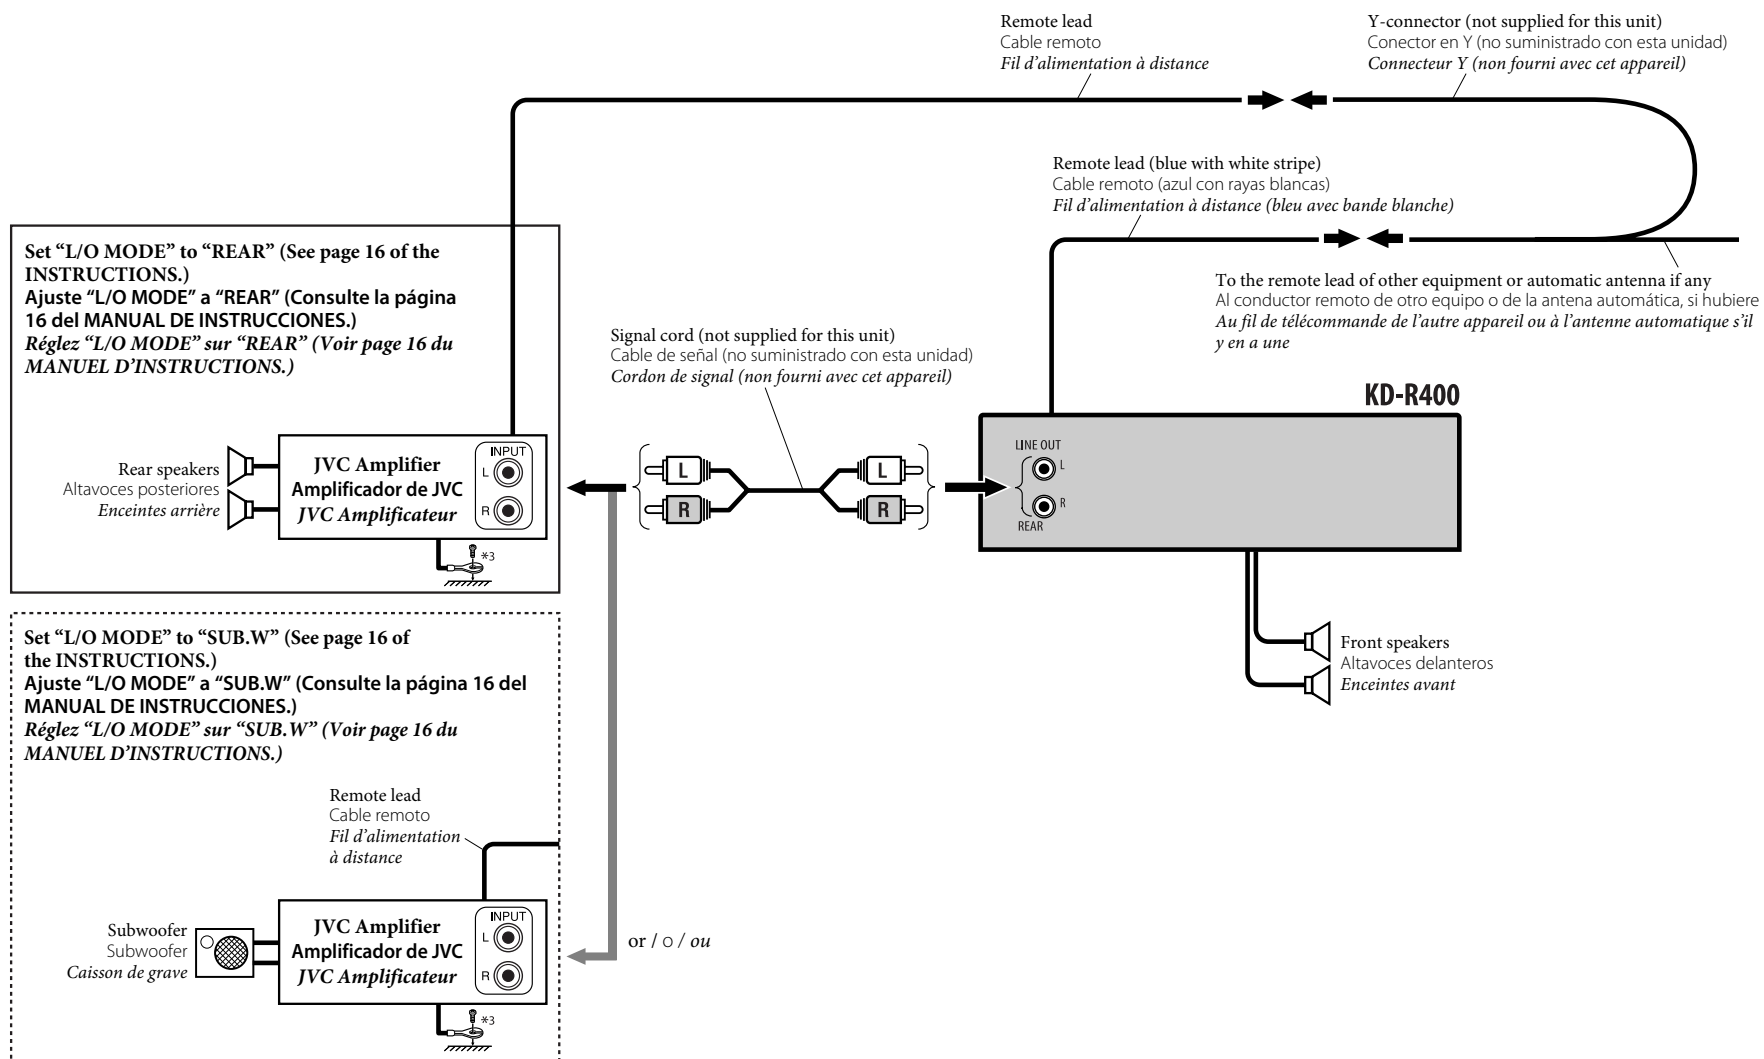 Remote lead
Cable remoto
Fil d’alimentation à distance
Y-connector (not supplied for this unit)
Conector en Y (no suministrado con esta unidad)
Connecteur Y (non fourni avec cet appareil)
Remote lead (blue with white stripe)
Cable remoto (azul con rayas blancas)
Fil d’alimentation à distance (bleu avec bande blanche)
Set “L/O MODE” to “REAR” (See page 16 of the
INSTRUCTIONS.)
Ajuste “L/O MODE” a “REAR” (Consulte la página
16 del MANUAL DE INSTRUCCIONES.)
Réglez “L/O MODE” sur “REAR” (Voir page 16 du
MANUEL D’INSTRUCTIONS.)
To the remote lead of other equipment or automatic antenna if any
Al conductor remoto de otro equipo o de la antena automática, si hubiere
Au fil de télécommande de l’autre appareil ou à l’antenne automatique s’il
y en a une
Signal cord (not supplied for this unit)
Cable de señal (no suministrado con esta unidad)
Cordon de signal (non fourni avec cet appareil)
KD-R400
Rear speakers
Altavoces posteriores
Enceintes arrière
JVC Amplifier
Amplificador de JVC
JVC Amplificateur
INPUT
L
R
*3
L
R
L
R
LINE OUT
L
R
REAR
Front speakers
Altavoces delanteros
Enceintes avant
Set “L/O MODE” to “SUB.W” (See page 16 of
the INSTRUCTIONS.)
Ajuste “L/O MODE” a “SUB.W” (Consulte la página 16 del
MANUAL DE INSTRUCCIONES.)
Réglez “L/O MODE” sur “SUB.W” (Voir page 16 du
MANUEL D’INSTRUCTIONS.)
Remote lead
Cable remoto
Fil d’alimentation
à distance
Subwoofer
Subwoofer
Caisson de grave
JVC Amplifier
Amplificador de JVC
JVC Amplificateur
INPUT
L
R
*3
or / o / ou